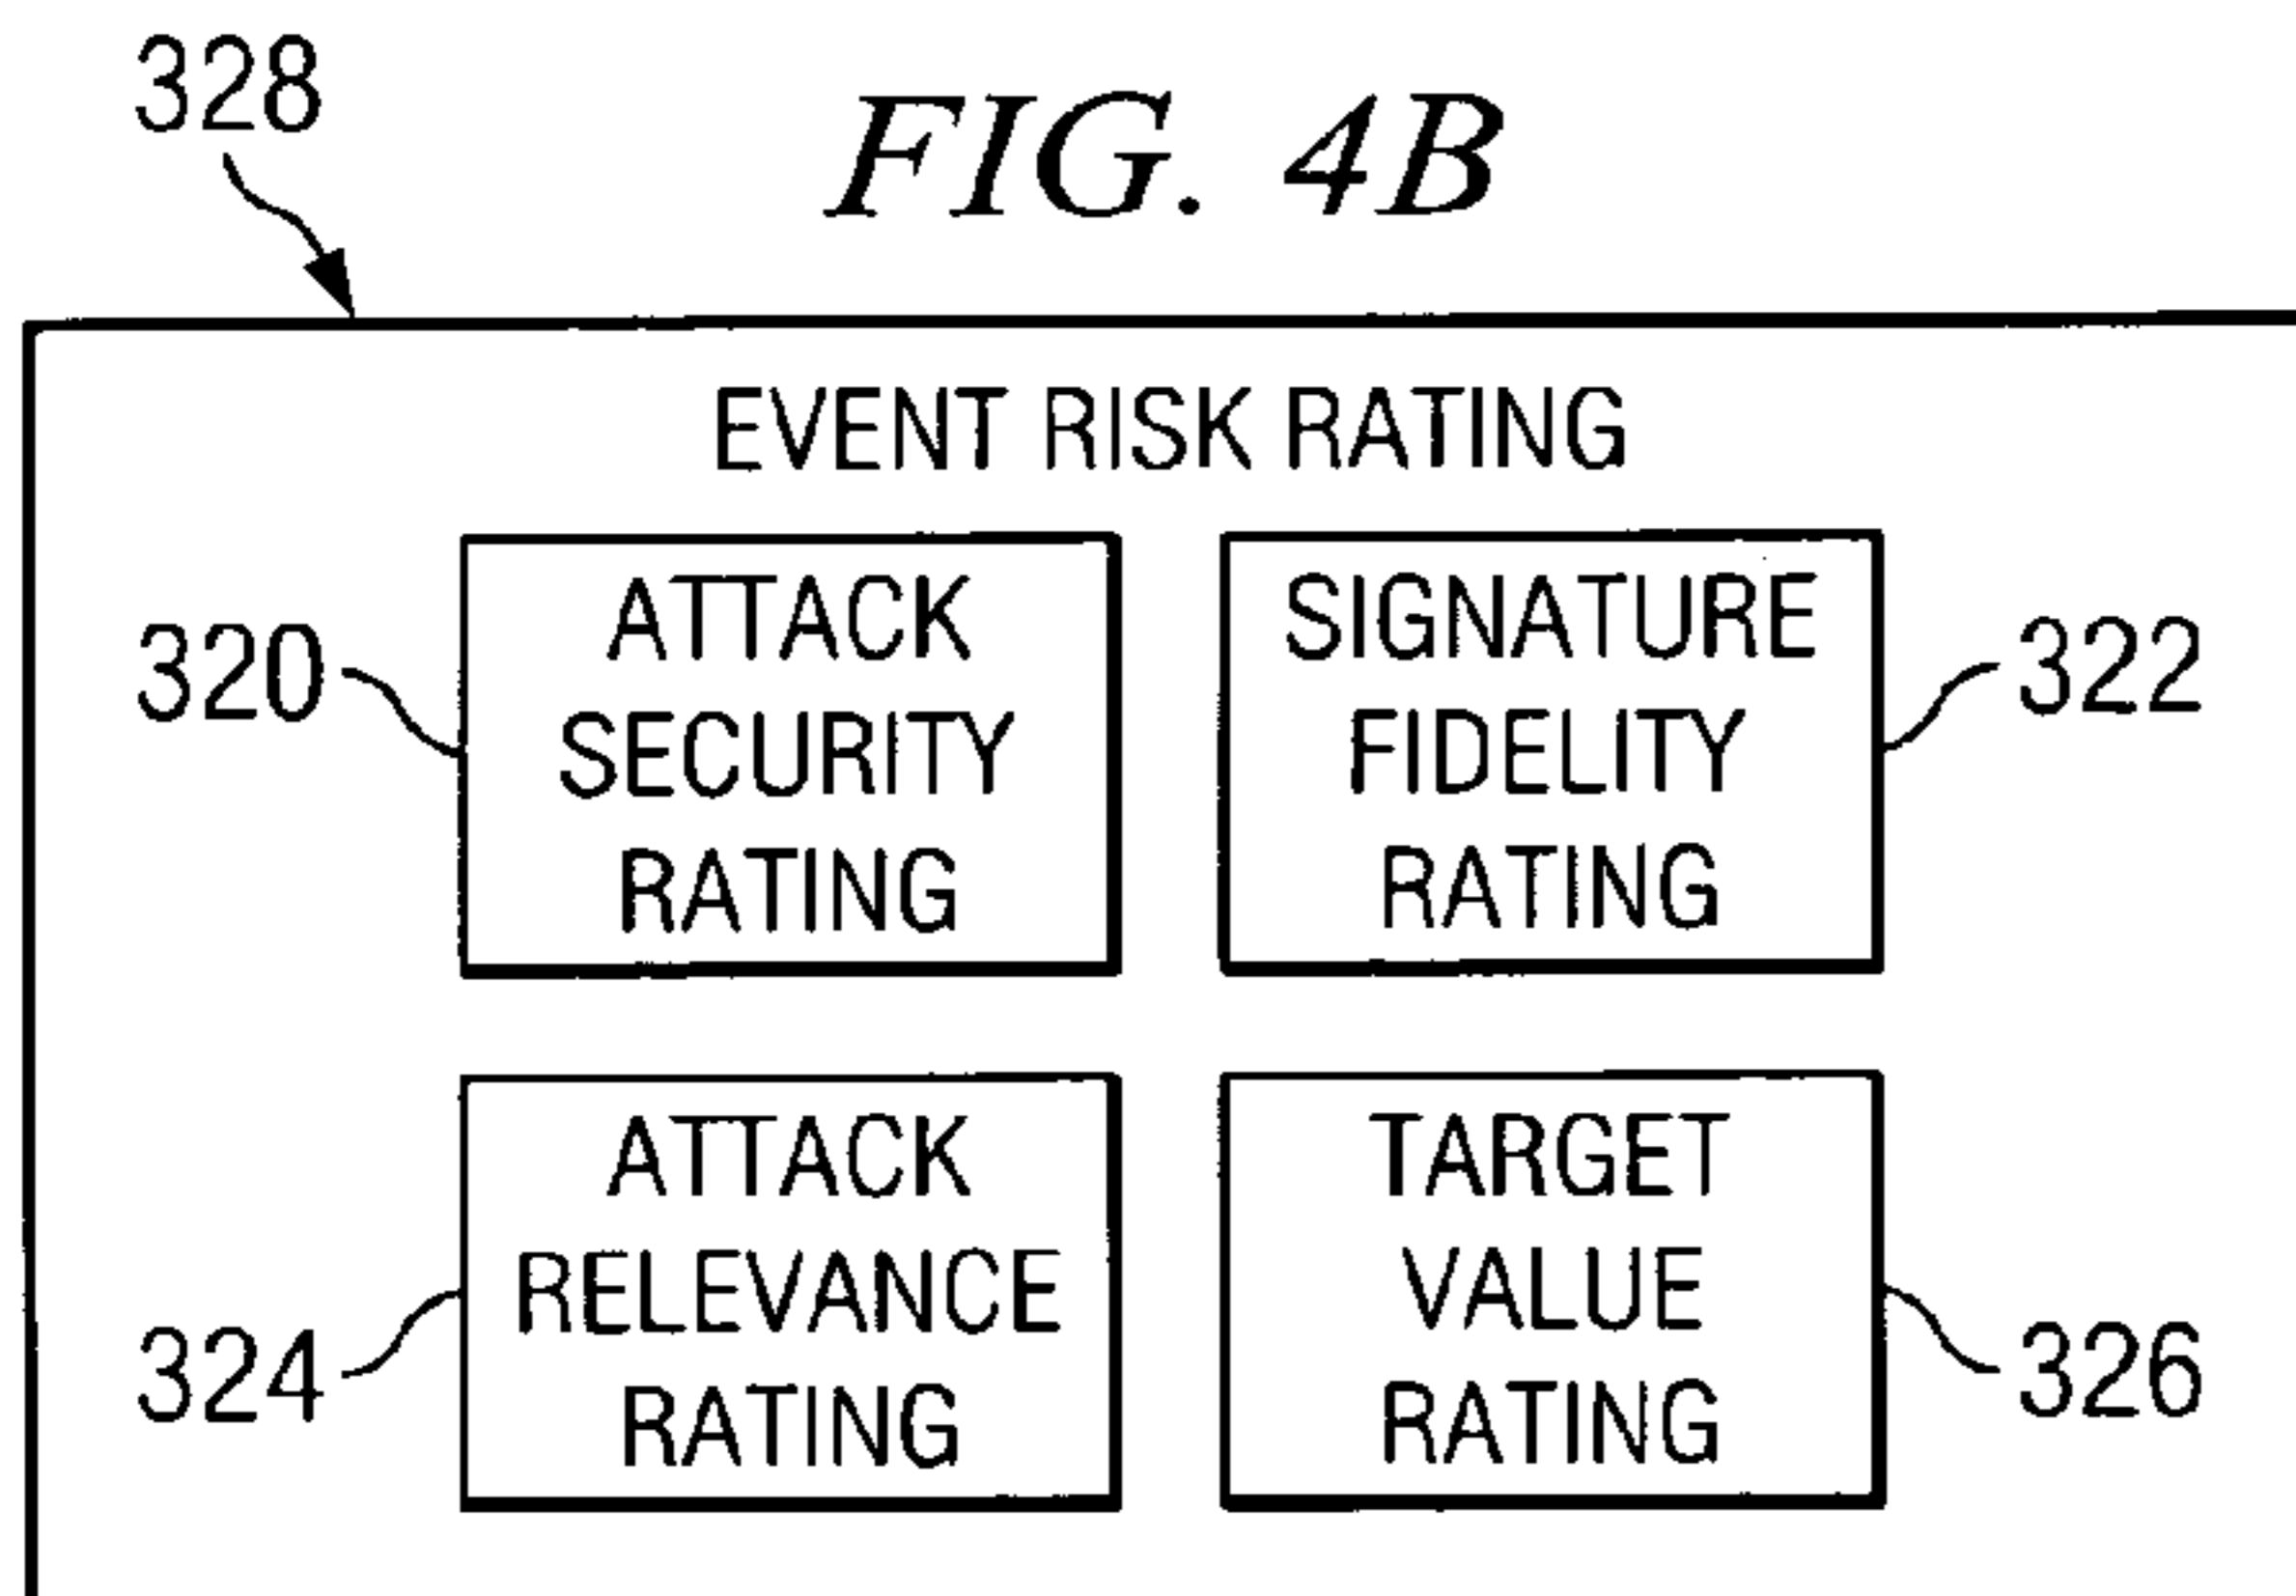 328
FIG. 4B
EVENT RISK RATING
320
ATTACK
SECURITY
RATING
SIGNATURE
FIDELITY
RATING
322
324
ATTACK
RELEVANCE
RATING
TARGET
VALUE
RATING
326